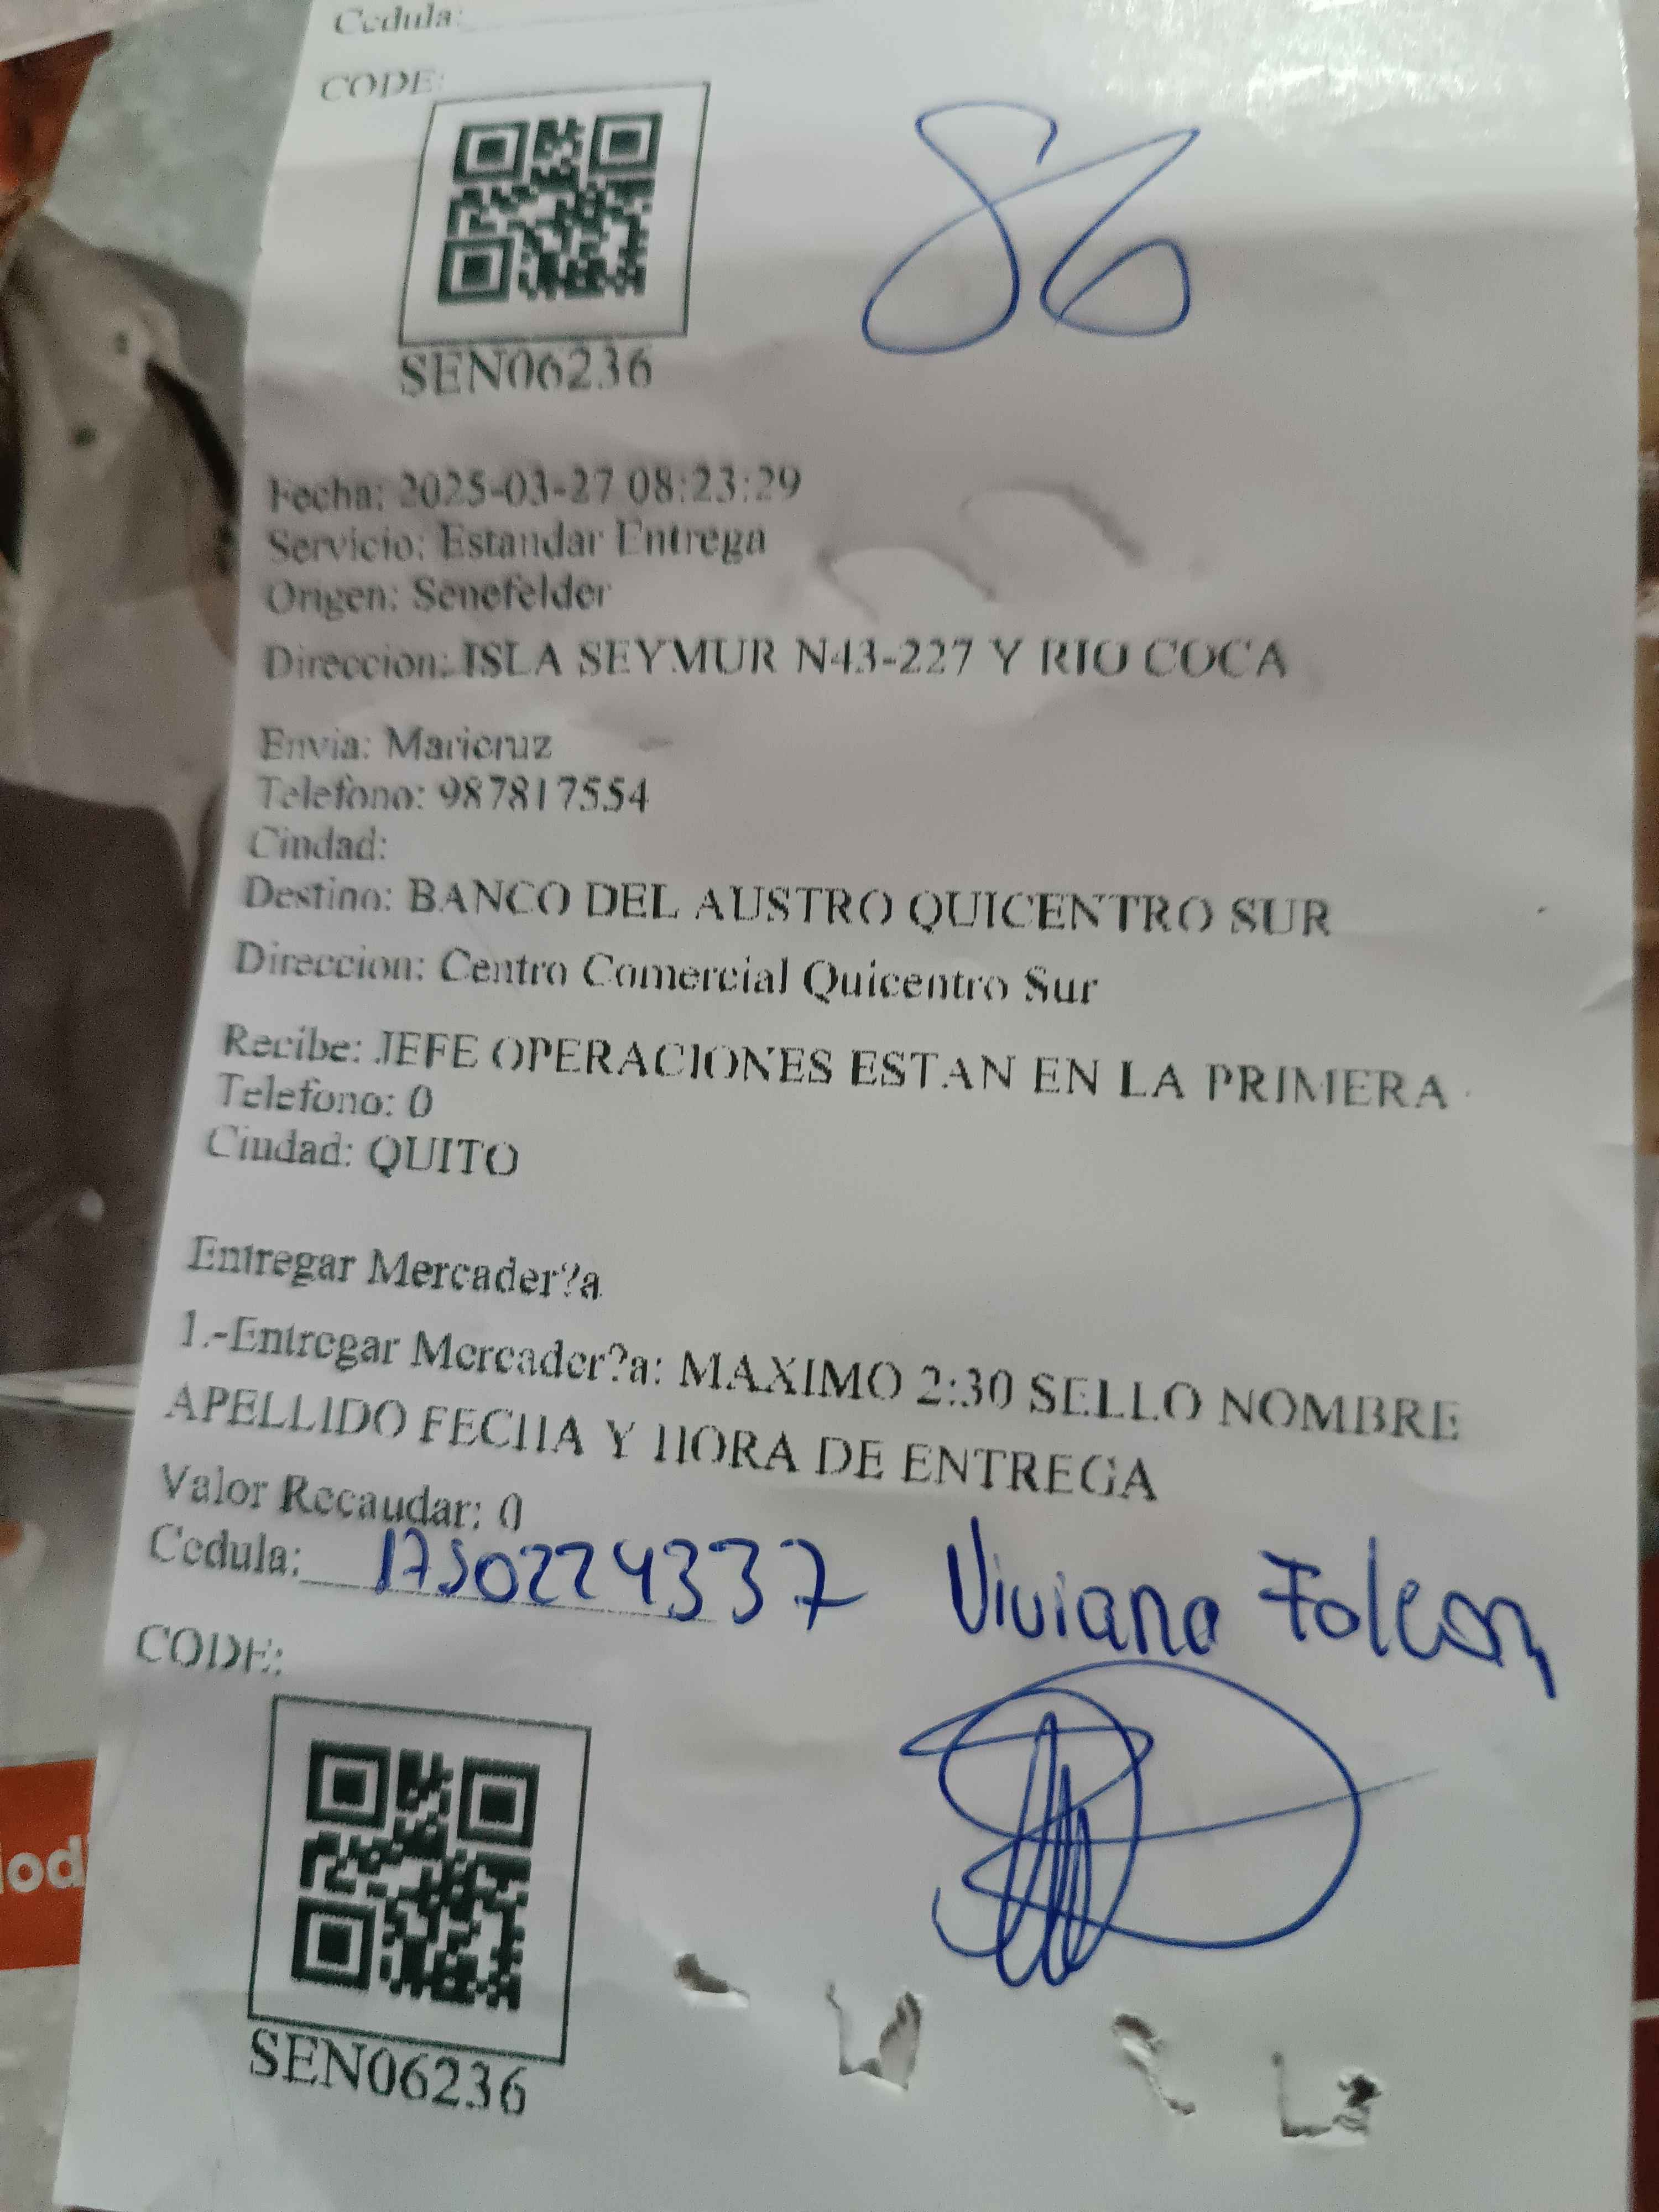 Cedula:
CODE:
86
SEN06236
Fecha: 2025-03-27 08:23:29
Servicio: Estandar Entrega
Origen: Senefelder
Direccion: ISLA SEYMUR N43-227 Y RIO COCA
Envia: Maricruz
Telefono: 987817554
Ciudad:
Destino: BANCO DEL AUSTRO QUICENTRO SUR
Direccion: Centro Comercial Quicentro Sur
Recibe: JEFE OPERACIONES ESTAN EN LA PRIMERA
Telefono: 0
Ciudad: QUITO
Entregar Mercader?a
1.-Entregar Mercader?a: MAXIMO 2:30 SELLO NOMBRE
APELLIDO FECHA Y HORA DE ENTREGA
Valor Recaudar: 0
Cedula: 1750224337 Viviana Falcon
CODE:
SEN06236
lod